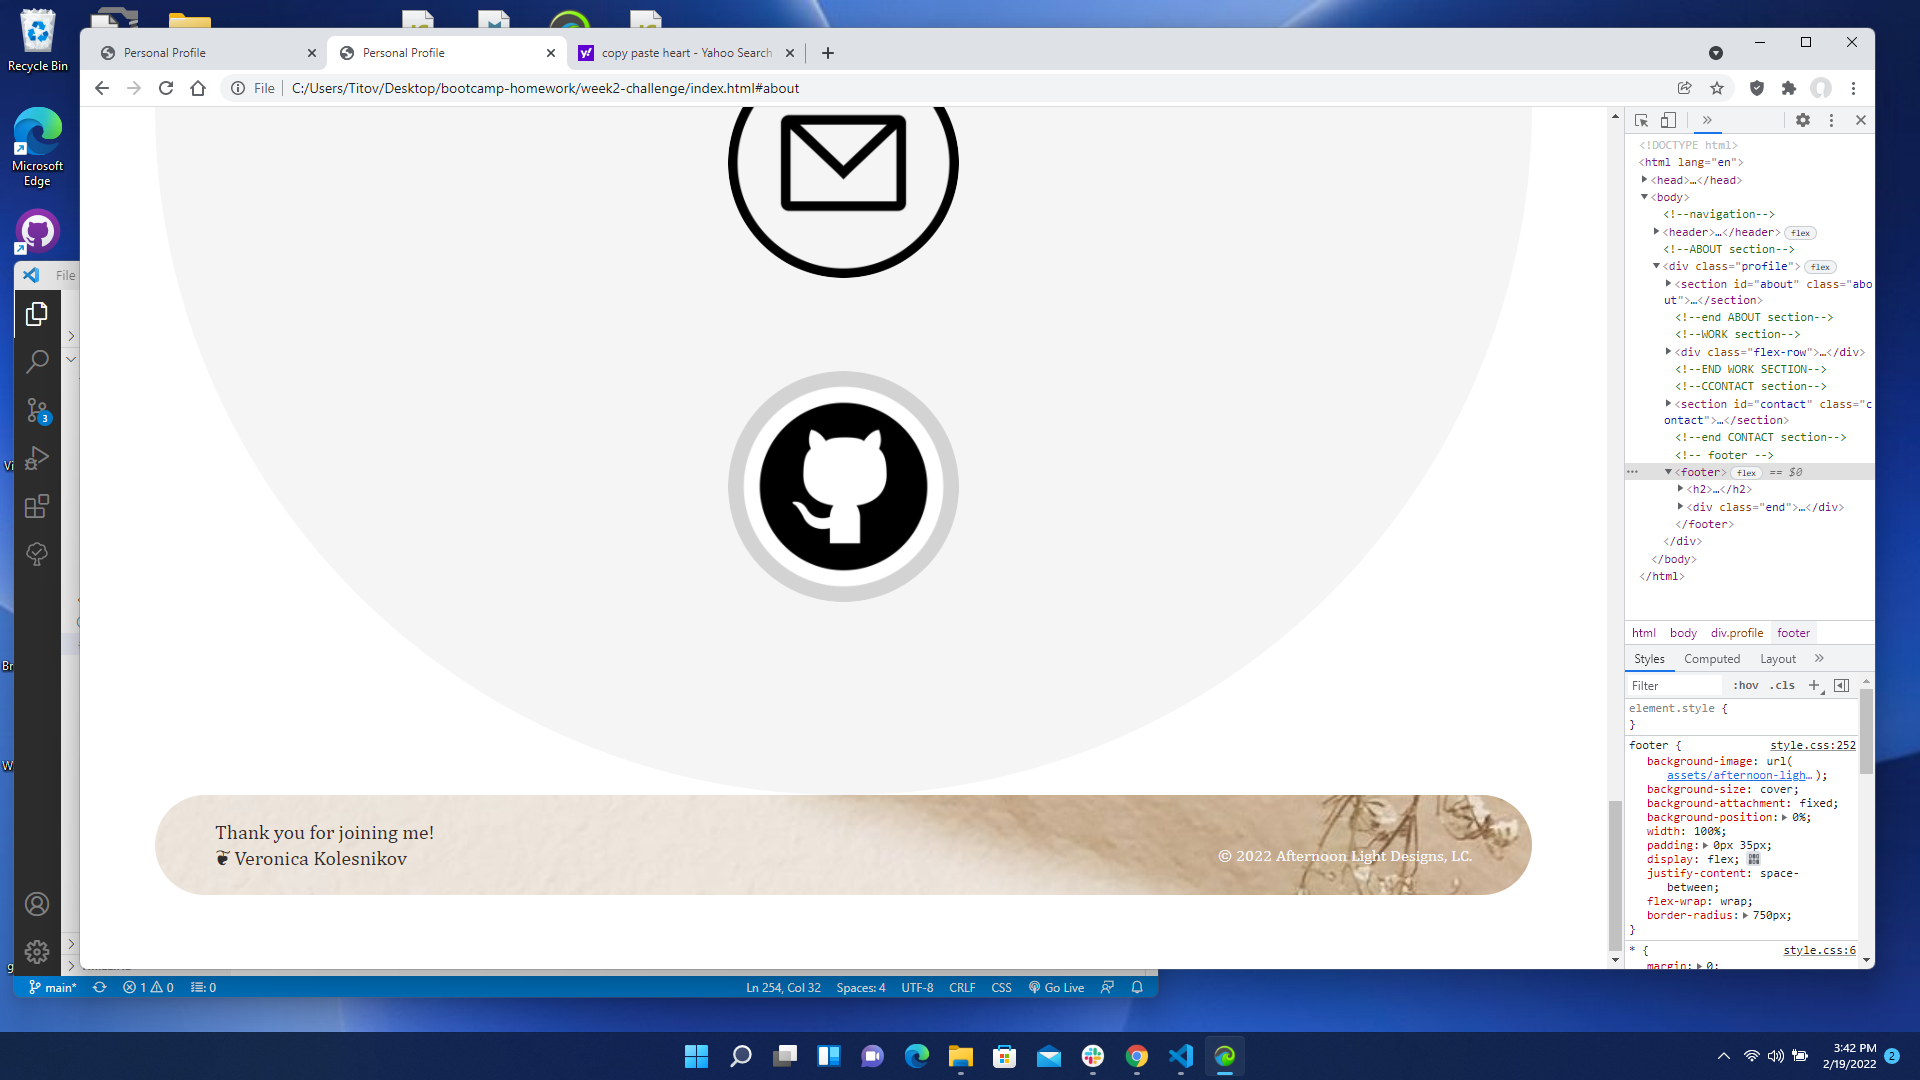 Recycle Bin
Microsoft
Edge
Personal Profile
Personal Profile
copy paste heart - Yahoo Search
File
C:/Users/Titov/Desktop/bootcamp-homework/week2-challenge/index.html#about
File
3
Thank you for joining me!
❦ Veronica Kolesnikov
© 2022 Afternoon Light Designs, LC.
<!DOCTYPE html>
<html lang="en">
<head>…</head>
<body>
<!--navigation-->
<header>…</header> flex
<!--ABOUT section-->
<div class="profile"> flex
<section id="about" class="abo
ut">…</section>
<!--end ABOUT section-->
<!--WORK section-->
<div class="flex-row">…</div>
<!--END WORK SECTION-->
<!--CCONTACT section-->
<section id="contact" class="c
ontact">…</section>
<!--end CONTACT section-->
<!-- footer -->
<footer> flex == $0
<h2>…</h2>
<div class="end">…</div>
</footer>
</div>
</body>
</html>
html body div.profile footer
Styles Computed Layout
Filter :hov .cls
element.style {
}
footer { style.css:252
background-image: url(
assets/afternoon-ligh…);
background-size: cover;
background-attachment: fixed;
background-position: 0%;
width: 100%;
padding: 0px 35px;
display: flex;
justify-content: space-
between;
flex-wrap: wrap;
border-radius: 750px;
}
* { style.css:6
margin: 0;
main* 1 0 0 Ln 254, Col 32 Spaces: 4 UTF-8 CRLF CSS Go Live
3:42 PM
2/19/2022
2